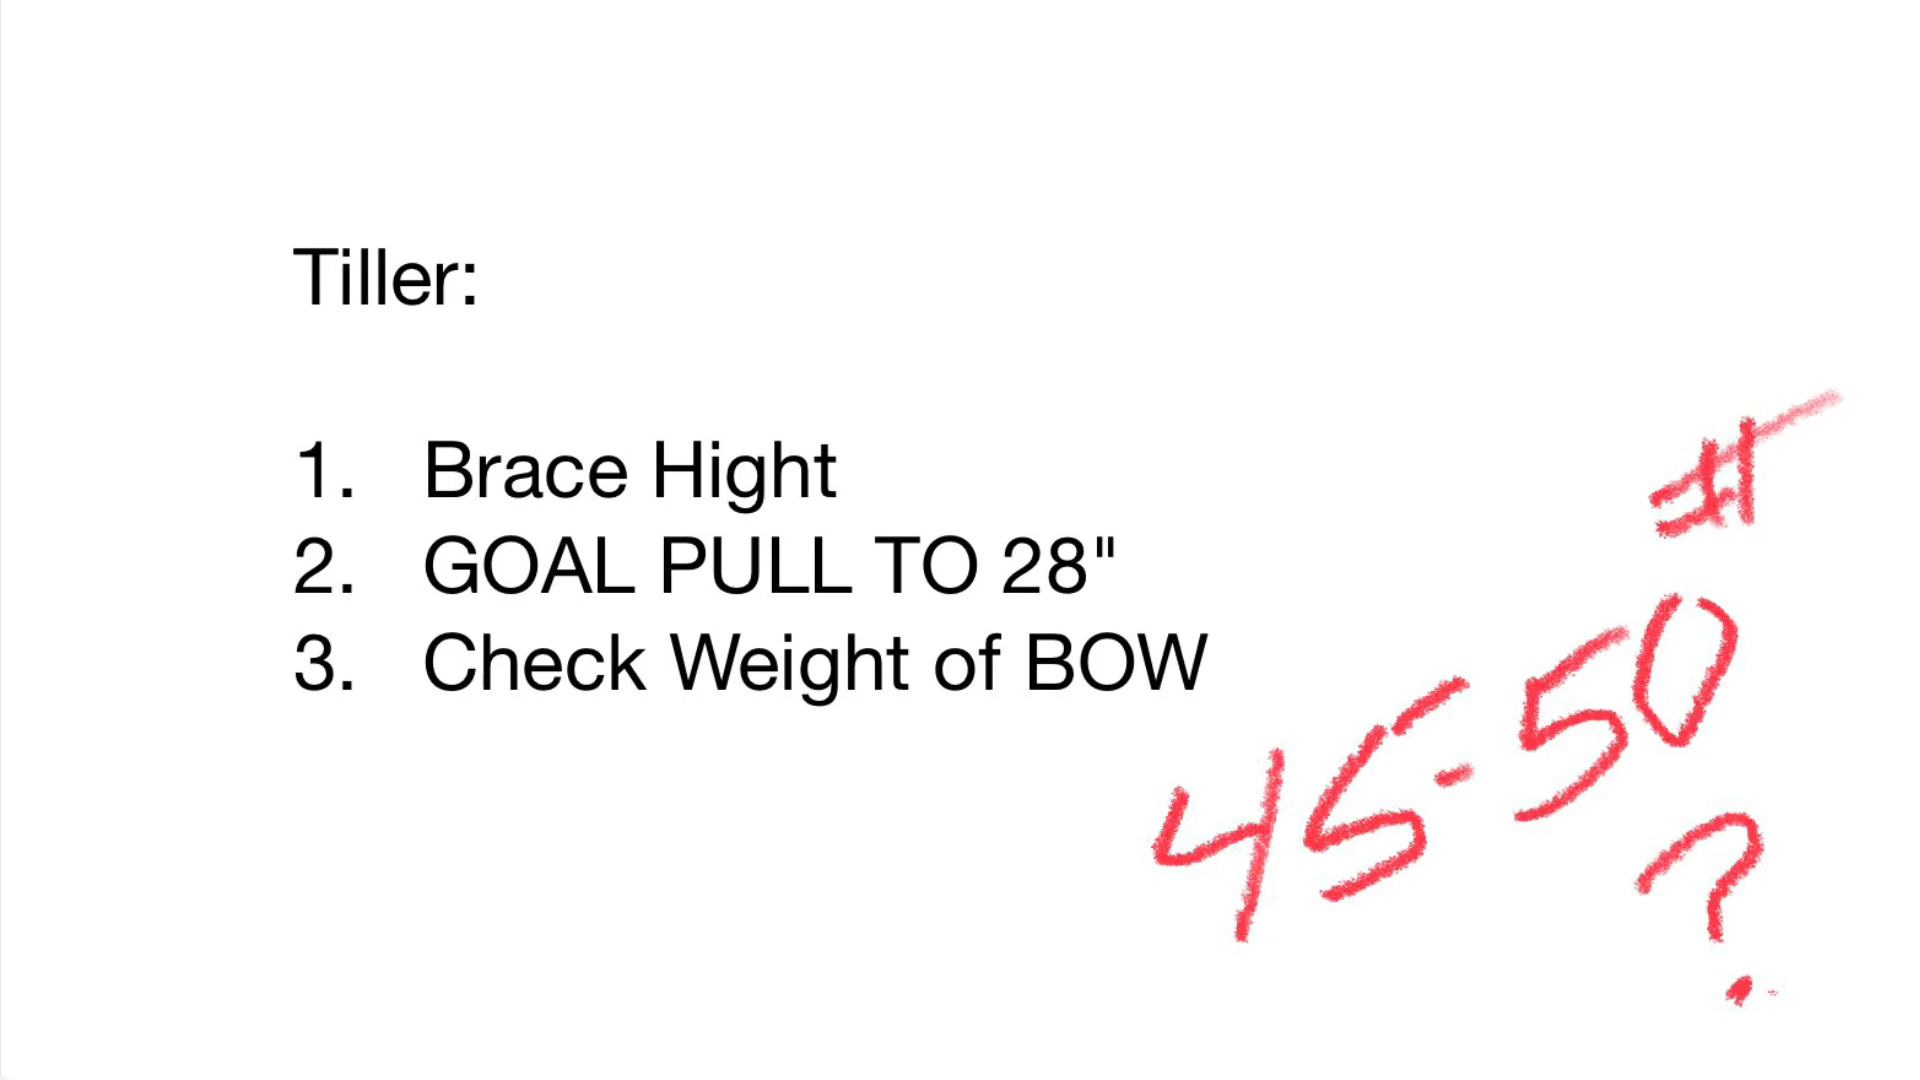 Tiller:
1. Brace Hight
2. GOAL PULL TO 28"
3. Check Weight of BOW
45-50 #
?